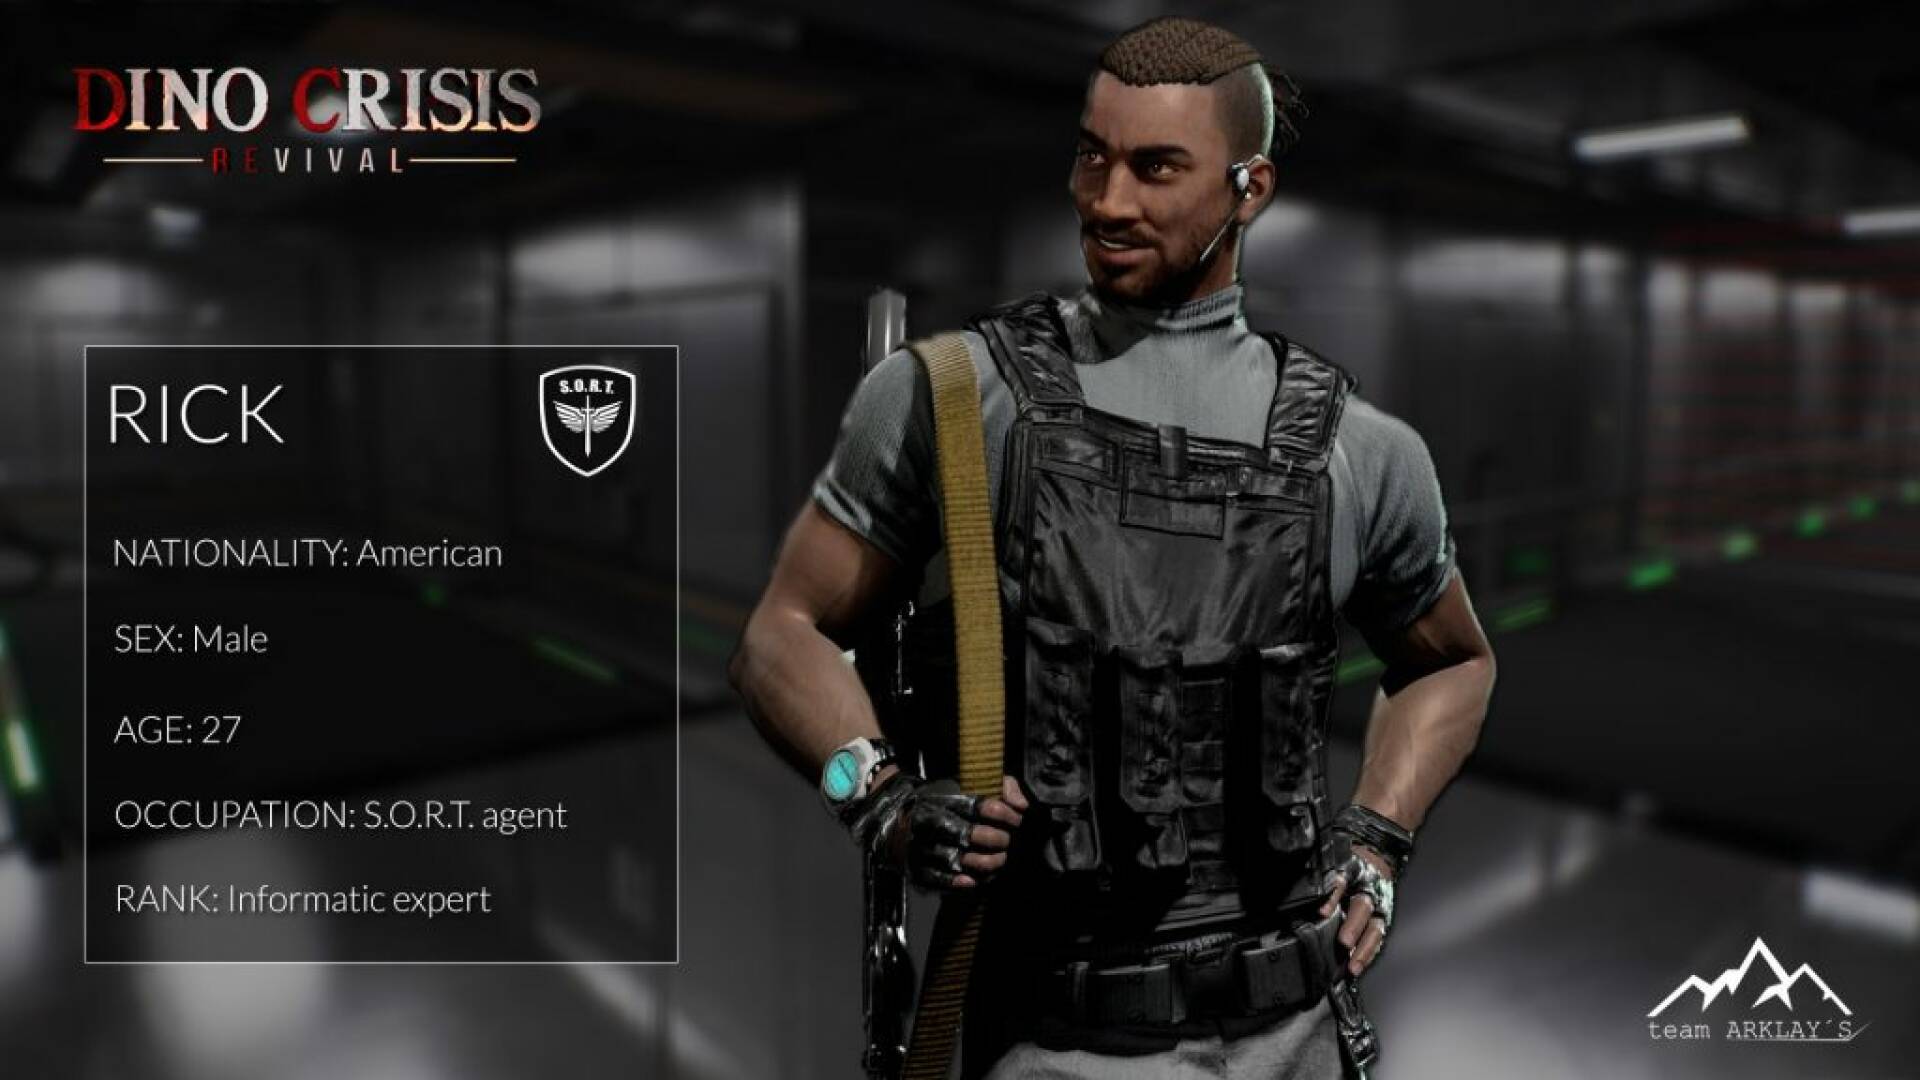 DINO CRISIS
REVIVAL
RICK
S.O.R.T.
NATIONALITY: American
SEX: Male
AGE: 27
OCCUPATION: S.O.R.T. agent
RANK: Informatic expert
team ARKLAY´S